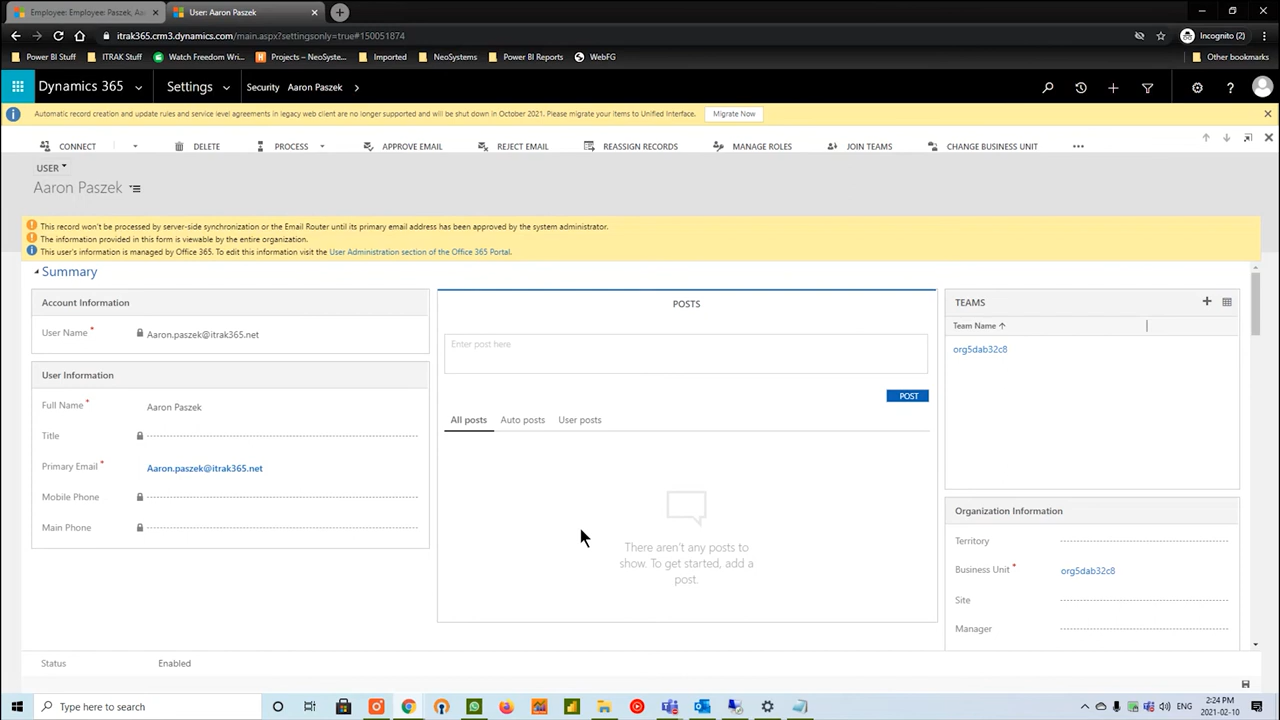 Employee: Employee: Paszek, Aa
User: Aaron Paszek
itrak365.crm3.dynamics.com/main.aspx?settingsonly=true#150051874
Incognito (2)
Power BI Stuff
ITRAK Stuff
Watch Freedom Wri...
Projects – NeoSyste...
Imported
NeoSystems
Power BI Reports
WebFG
Other bookmarks
Dynamics 365
Settings
Security
Aaron Paszek
Automatic record creation and update rules and service level agreements in legacy web client are no longer supported and will be shut down in October 2021. Please migrate your items to Unified Interface.
Migrate Now
CONNECT
DELETE
PROCESS
APPROVE EMAIL
REJECT EMAIL
REASSIGN RECORDS
MANAGE ROLES
JOIN TEAMS
CHANGE BUSINESS UNIT
USER
Aaron Paszek
This record won't be processed by server-side synchronization or the Email Router until its primary email address has been approved by the system administrator.
The information provided in this form is viewable by the entire organization.
This user's information is managed by Office 365. To edit this information visit the User Administration section of the Office 365 Portal.
Summary
Account Information
User Name *
Aaron.paszek@itrak365.net
User Information
Full Name *
Aaron Paszek
Title
Primary Email *
Aaron.paszek@itrak365.net
Mobile Phone
Main Phone
POSTS
Enter post here
POST
All posts
Auto posts
User posts
There aren't any posts to
show. To get started, add a
post.
TEAMS
Team Name
org5dab32c8
Organization Information
Territory
Business Unit *
org5dab32c8
Site
Manager
Status
Enabled
Type here to search
ENG
2:24 PM
2021-02-10